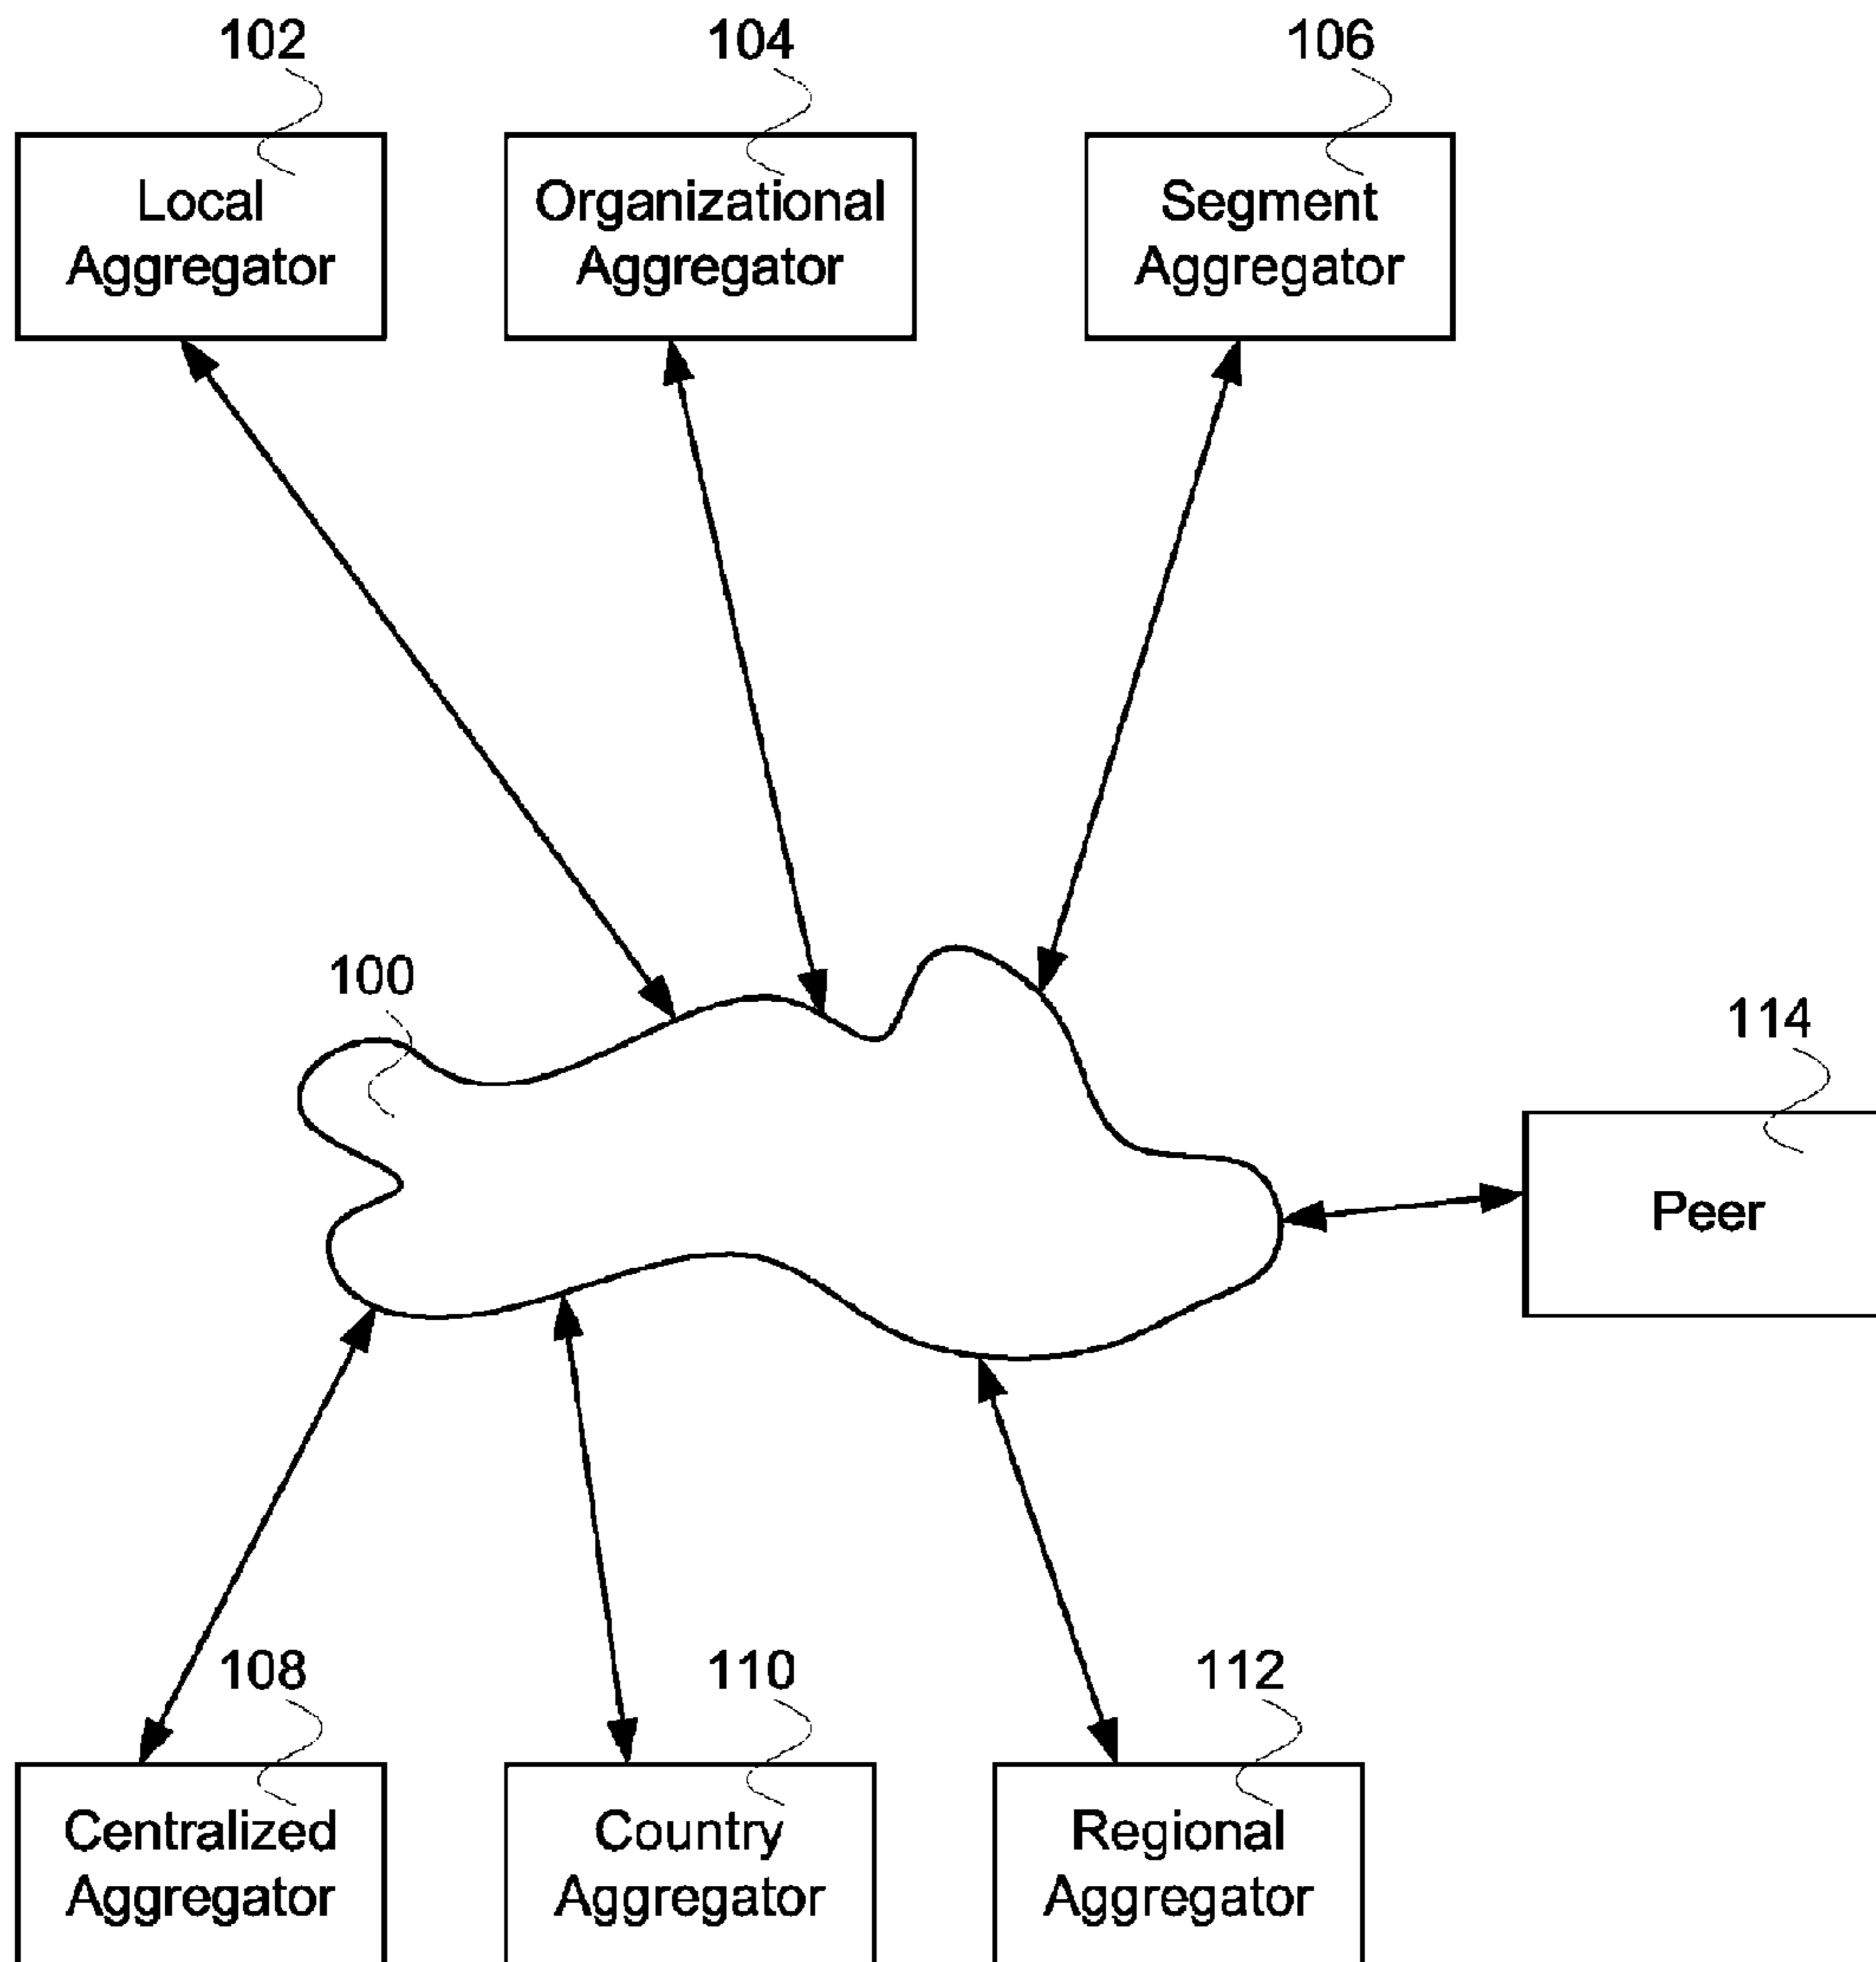 102
104
106
Local
Aggregator
Organizational
Aggregator
Segment
Aggregator
100
114
Peer
108
110
112
Centralized
Aggregator
Country
Aggregator
Regional
Aggregator